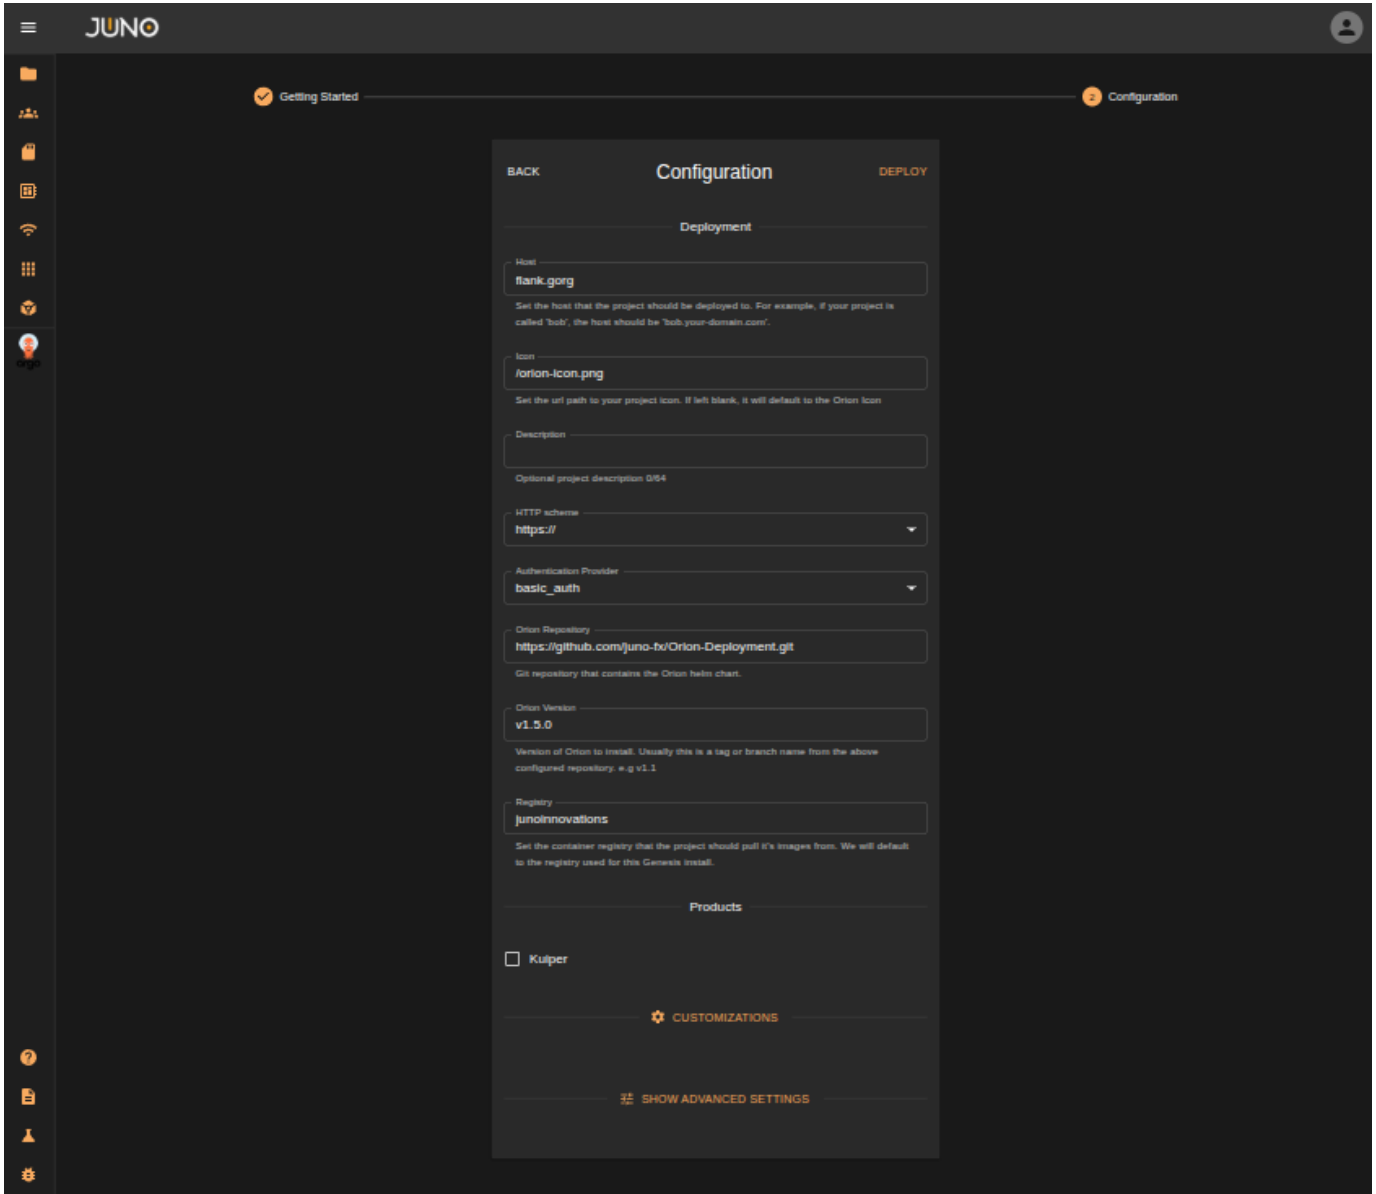 JUNO
Getting Started
2
Configuration
BACK
Configuration
DEPLOY
Deployment
Host
flank.gorg
Set the host that the project should be deployed to. For example, if your project is
called 'bob', the host should be 'bob.your-domain.com'.
Icon
/orion-icon.png
Set the url path to your project icon. If left blank, it will default to the Orion Icon
Description
Optional project description 0/64
HTTP scheme
https://
Authentication Provider
basic_auth
Orion Repository
https://github.com/juno-fx/Orion-Deployment.git
Git repository that contains the Orion helm chart.
Orion Version
v1.5.0
Version of Orion to install. Usually this is a tag or branch name from the above
configured repository. e.g v1.1
Registry
junoinnovations
Set the container registry that the project should pull it's images from. We will default
to the registry used for this Genesis install.
Products
Kuiper
CUSTOMIZATIONS
SHOW ADVANCED SETTINGS
argo